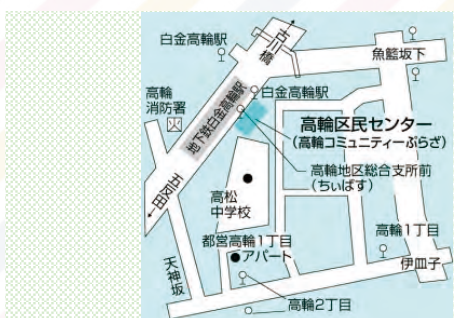 古川橋
白金高輪駅
魚籃坂下
地下鉄白金高輪駅
白金高輪駅
高輪
消防署
高輪区民センター
(高輪コミュニティーぷらざ)
高輪地区総合支所前
(ちぃばす)
五反田
高松
中学校
都営高輪1丁目
アパート
高輪1丁目
伊皿子
天神坂
高輪2丁目